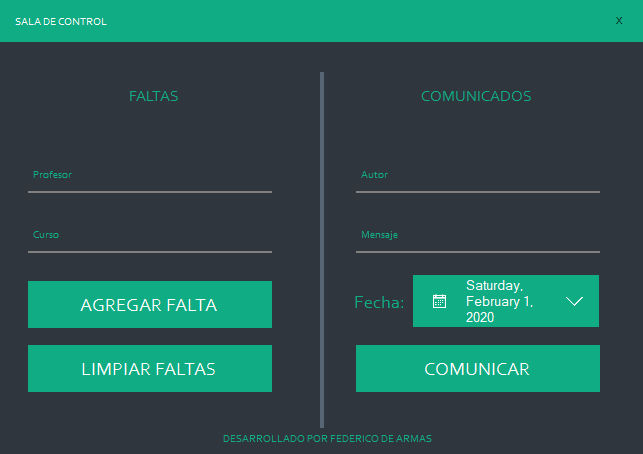 SALA DE CONTROL
x
FALTAS
Profesor
Curso
AGREGAR FALTA
LIMPIAR FALTAS
COMUNICADOS
Autor
Mensaje
Fecha:
Saturday,
February 1,
2020
COMUNICAR
DESARROLLADO POR FEDERICO DE ARMAS